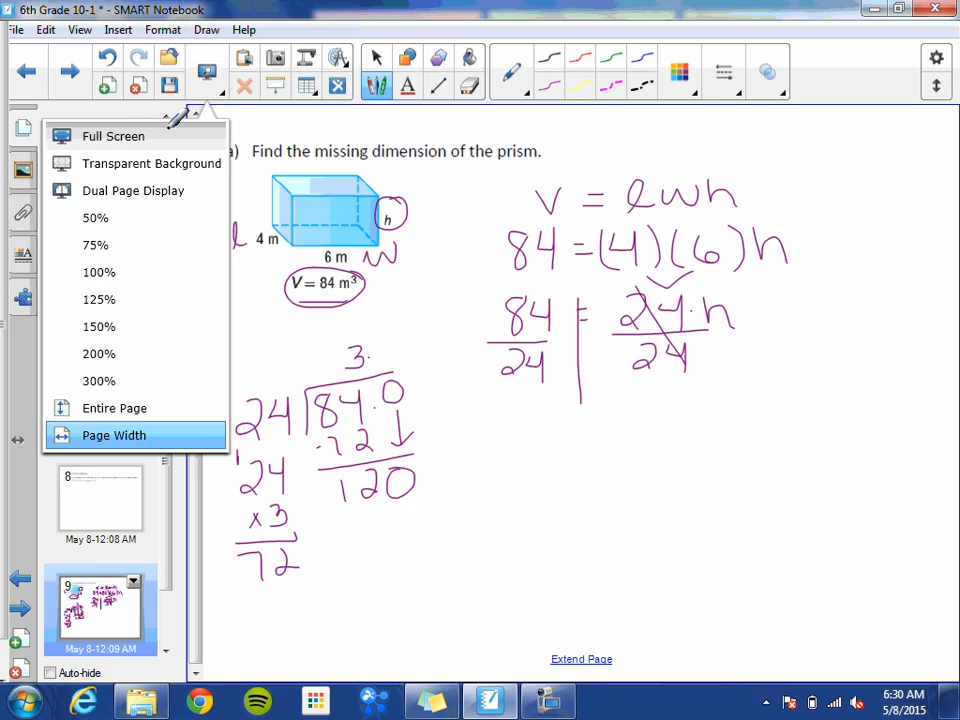 6th Grade 10-1 * - SMART Notebook
File Edit View Insert Format Draw Help
Full Screen
Transparent Background
Dual Page Display
50%
75%
100%
125%
150%
200%
300%
Entire Page
Page Width
8
May 8-12:08 AM
9
May 8-12:09 AM
Auto-hide
a) Find the missing dimension of the prism.
h
l 4 m
6 m w
V = 84 m³
v = l w h
84 = (4)(6)h
84 = 24·h
24 24
3.
24 84.0
-72
120
1
24
x3
72
Extend Page
6:30 AM
5/8/2015